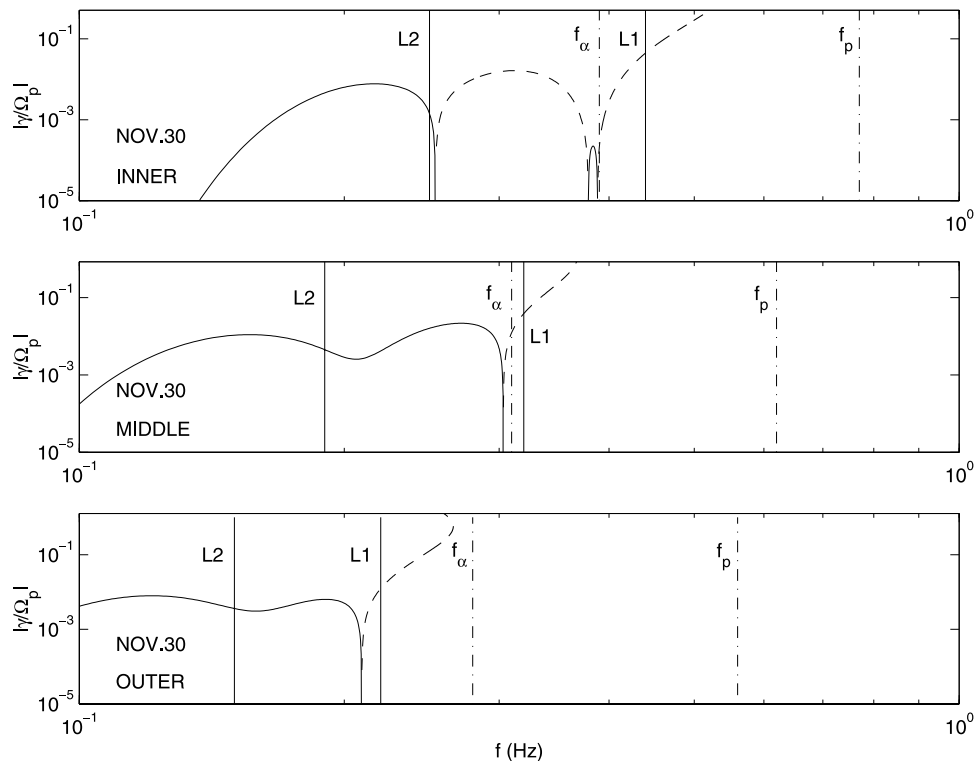 L2
f_α
L1
f_p
|γ/Ω_p|
10^-1
10^-3
10^-5
NOV.30
INNER
10^-1
10^0
L2
f_α
L1
f_p
|γ/Ω_p|
10^-1
10^-3
10^-5
NOV.30
MIDDLE
10^-1
10^0
L2
L1
f_α
f_p
|γ/Ω_p|
10^-1
10^-3
10^-5
NOV.30
OUTER
10^-1
10^0
f (Hz)